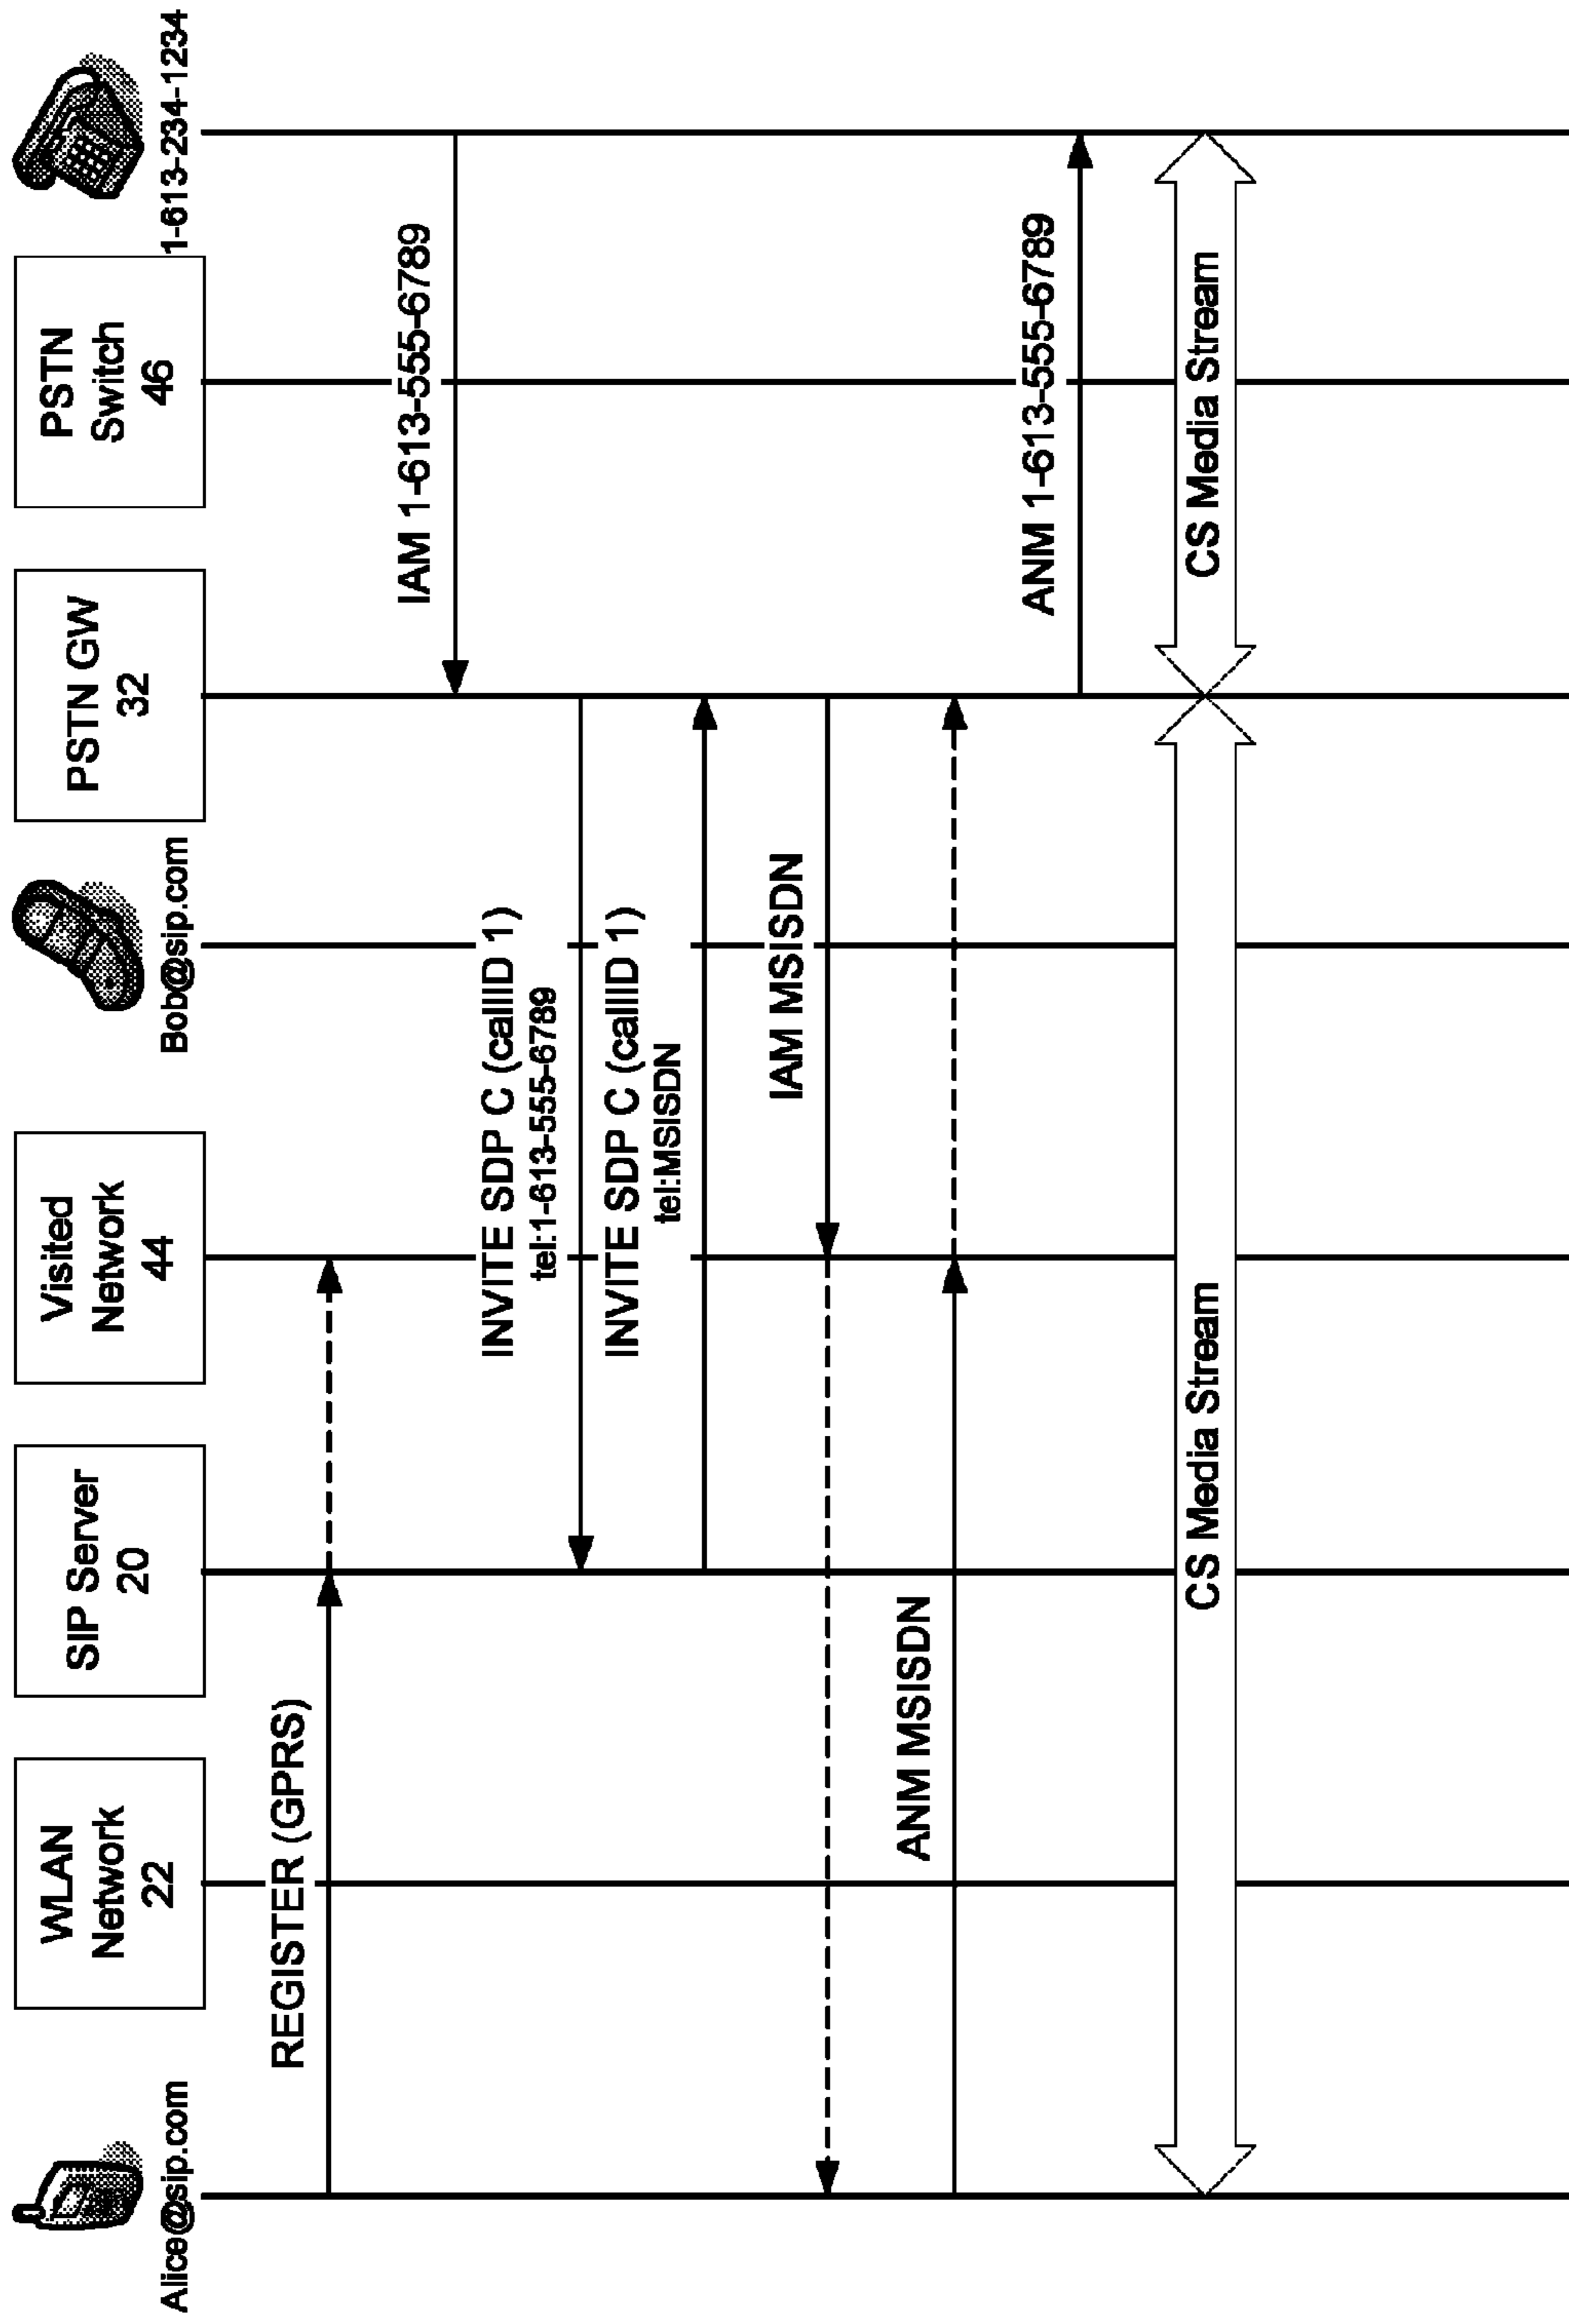 Alice@sip.com
WLAN
Network
22
SIP Server
20
Visited
Network
44
Bob@sip.com
PSTN GW
32
PSTN
Switch
46
1-613-234-1234
REGISTER (GPRS)
IAM 1-613-555-6789
INVITE SDP C (callID 1)
tel:1-613-555-6789
INVITE SDP C (callID 1)
tel:MSISDN
IAM MSISDN
ANM MSISDN
ANM 1-613-555-6789
CS Media Stream
CS Media Stream